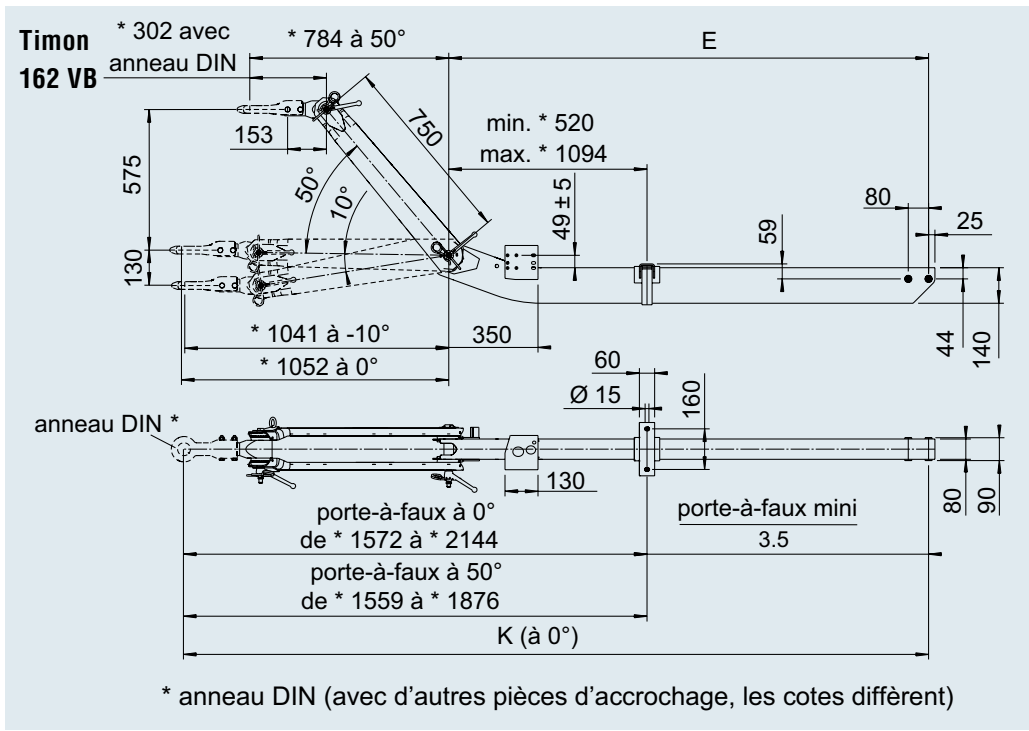 Timon
162 VB
* 302 avec
anneau DIN
* 784 à 50°
E
153
750
min. * 520
max. * 1094
575
50°
10°
49 ± 5
59
80
25
130
* 1041 à -10°
350
44
140
* 1052 à 0°
60
Ø 15
160
anneau DIN *
130
80
90
porte-à-faux à 0°
de * 1572 à * 2144
porte-à-faux mini
3.5
porte-à-faux à 50°
de * 1559 à * 1876
K (à 0°)
* anneau DIN (avec d'autres pièces d'accrochage, les cotes diffèrent)